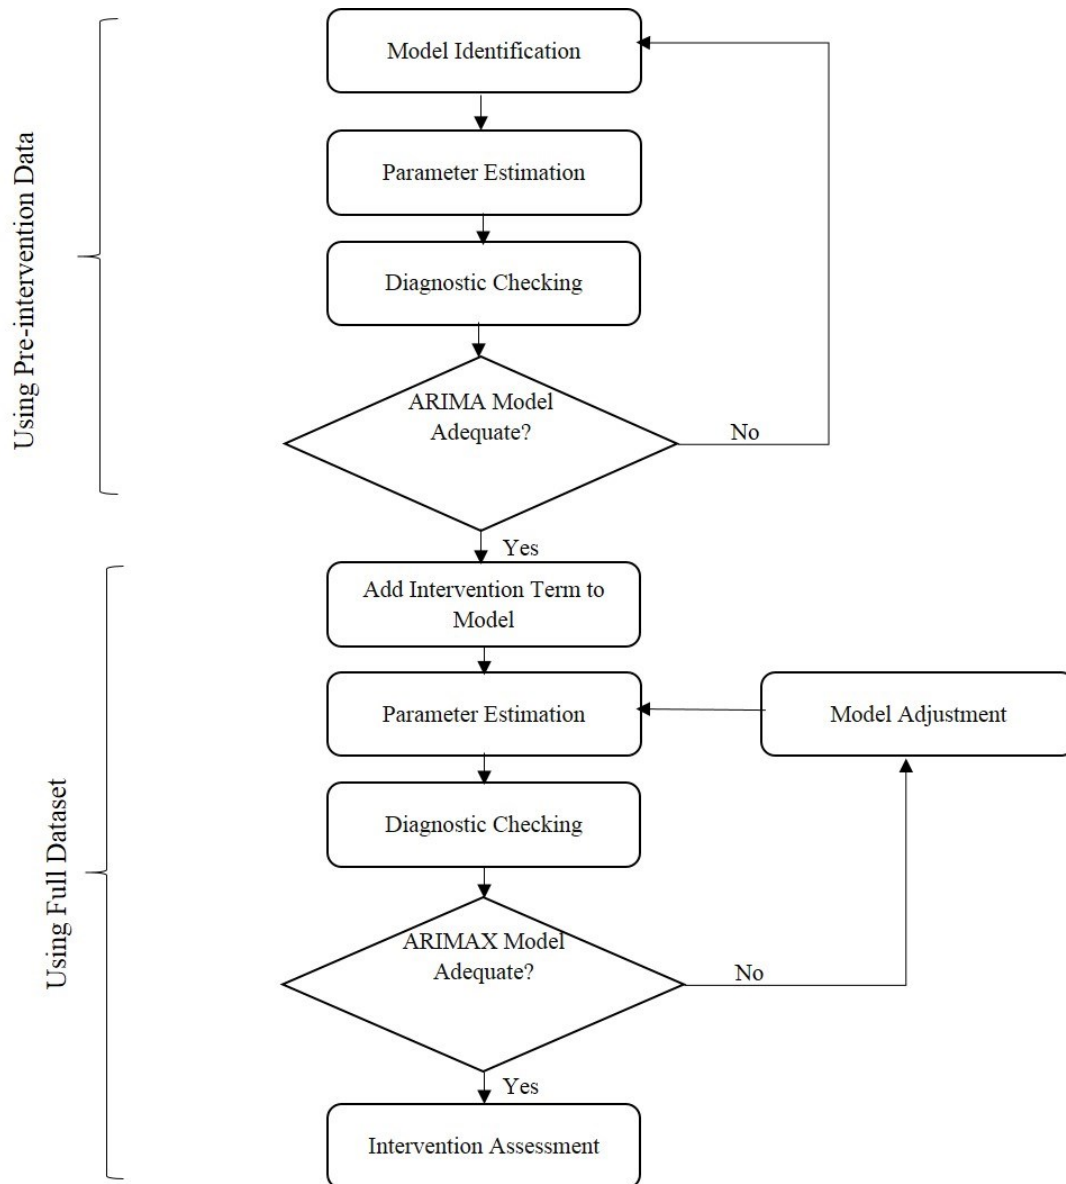 Using Pre-intervention Data
Model Identification
Parameter Estimation
Diagnostic Checking
ARIMA Model
Adequate?
No
Yes
Using Full Dataset
Add Intervention Term to
Model
Parameter Estimation
Model Adjustment
Diagnostic Checking
ARIMAX Model
Adequate?
No
Yes
Intervention Assessment